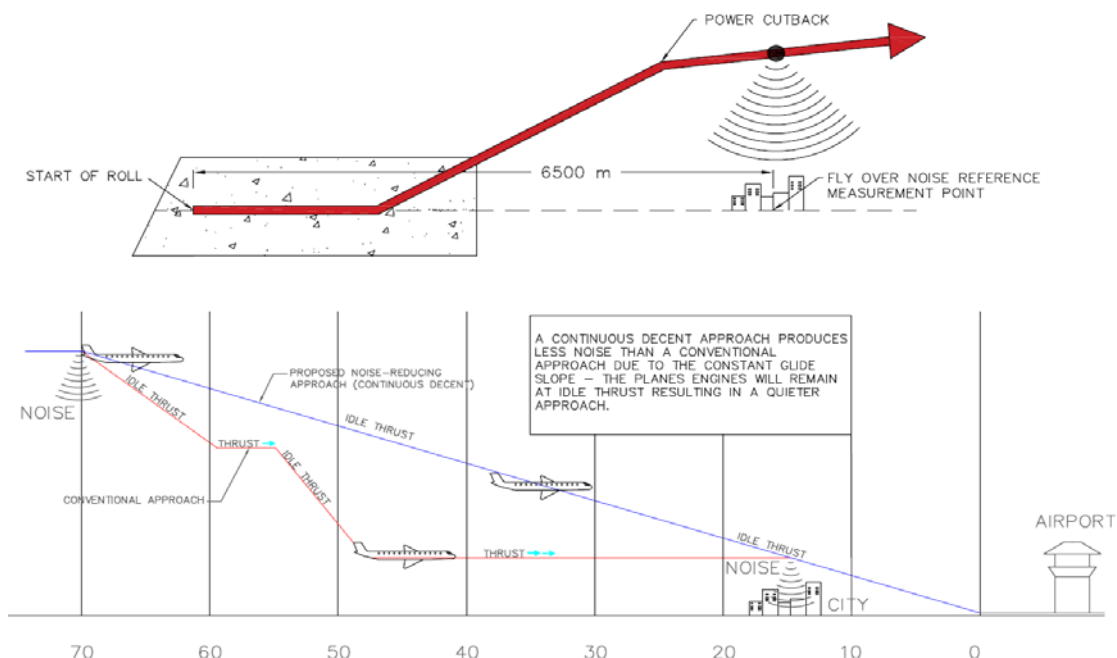 POWER CUTBACK
START OF ROLL
6500 m
FLY OVER NOISE REFERENCE
MEASUREMENT POINT
A CONTINUOUS DECENT APPROACH PRODUCES
LESS NOISE THAN A CONVENTIONAL
APPROACH DUE TO THE CONSTANT GLIDE
SLOPE – THE PLANES ENGINES WILL REMAIN
AT IDLE THRUST RESULTING IN A QUIETER
APPROACH.
PROPOSED NOISE–REDUCING
APPROACH (CONTINUOUS DECENT)
NOISE
IDLE THRUST
IDLE THRUST
THRUST
IDLE THRUST
CONVENTIONAL APPROACH
AIRPORT
THRUST
IDLE THRUST
NOISE
CITY
70 60 50 40 30 20 10 0